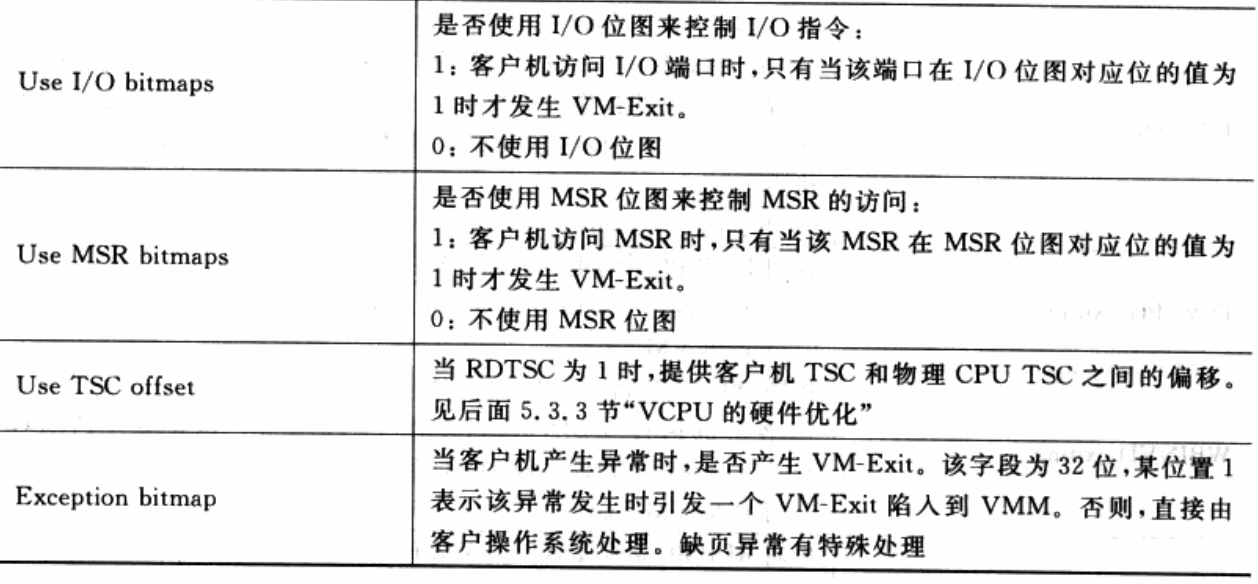 Use I/O bitmaps
是否使用 I/O 位图来控制 I/O 指令：
1：客户机访问 I/O 端口时，只有当该端口在 I/O 位图对应位的值为
1 时才发生 VM-Exit。
0：不使用 I/O 位图
Use MSR bitmaps
是否使用 MSR 位图来控制 MSR 的访问：
1：客户机访问 MSR 时，只有当该 MSR 在 MSR 位图对应位的值为
1 时才发生 VM-Exit。
0：不使用 MSR 位图
Use TSC offset
当 RDTSC 为 1 时，提供客户机 TSC 和物理 CPU TSC 之间的偏移。
见后面 5.3.3 节“VCPU 的硬件优化”
Exception bitmap
当客户机产生异常时，是否产生 VM-Exit。该字段为 32 位，某位置 1
表示该异常发生时引发一个 VM-Exit 陷入到 VMM。否则，直接由
客户操作系统处理。缺页异常有特殊处理